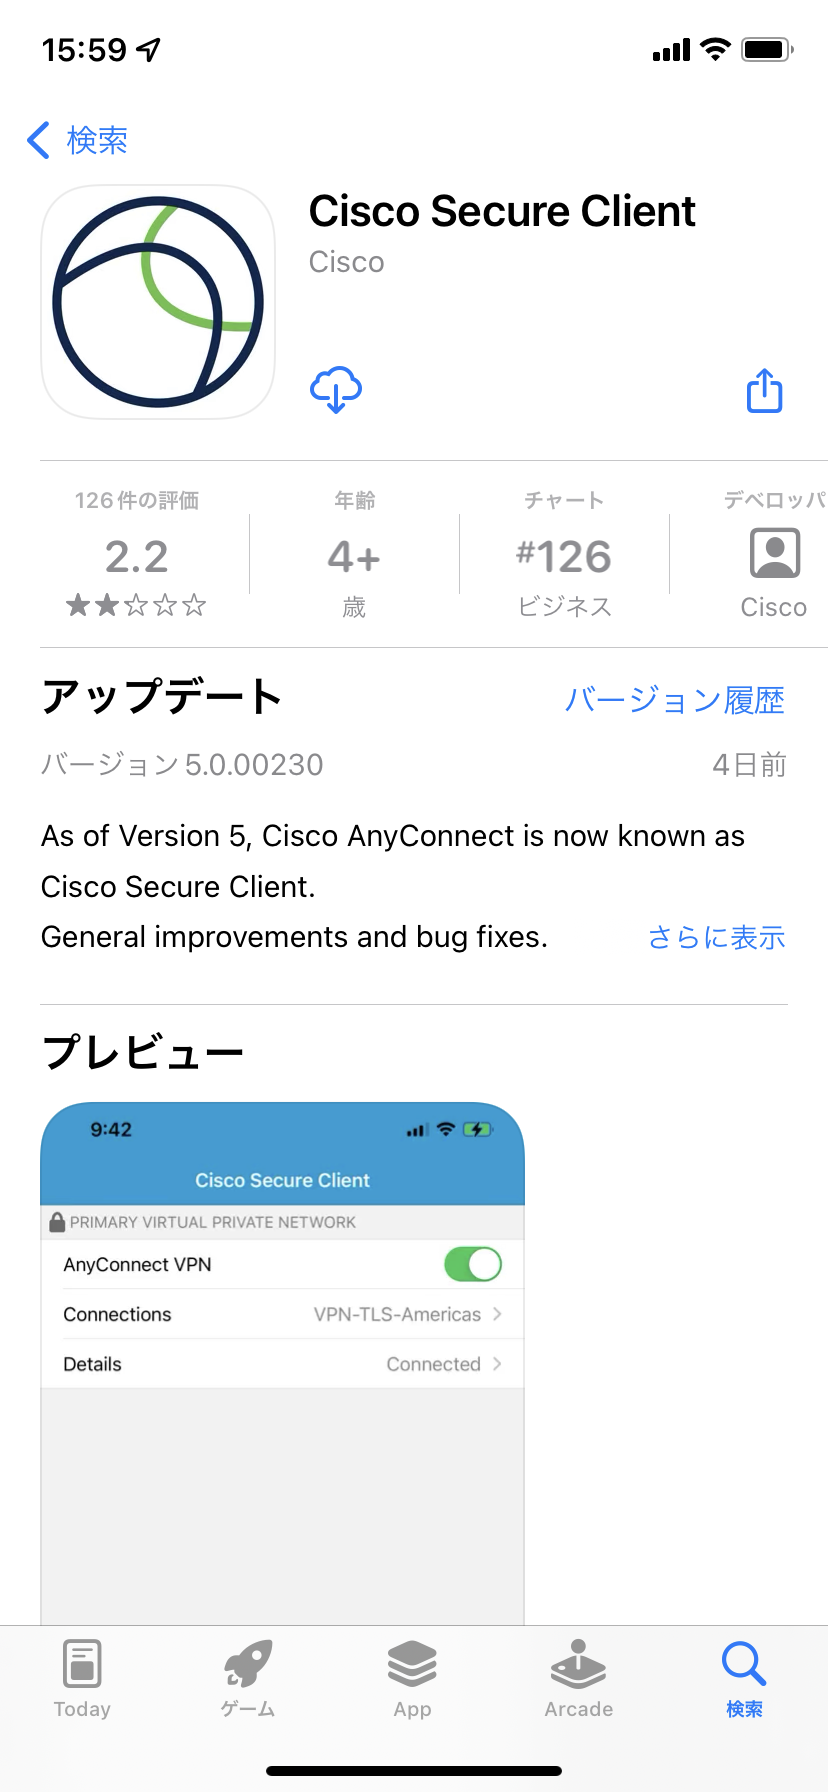 15:59
検索
Cisco Secure Client
Cisco
126件の評価
2.2
年齢
4+
歳
チャート
#126
ビジネス
デベロッパ
Cisco
アップデート
バージョン履歴
バージョン 5.0.00230
4日前
As of Version 5, Cisco AnyConnect is now known as
Cisco Secure Client.
General improvements and bug fixes.
さらに表示
プレビュー
9:42
Cisco Secure Client
PRIMARY VIRTUAL PRIVATE NETWORK
AnyConnect VPN
Connections VPN-TLS-Americas
Details Connected
Today
ゲーム
App
Arcade
検索